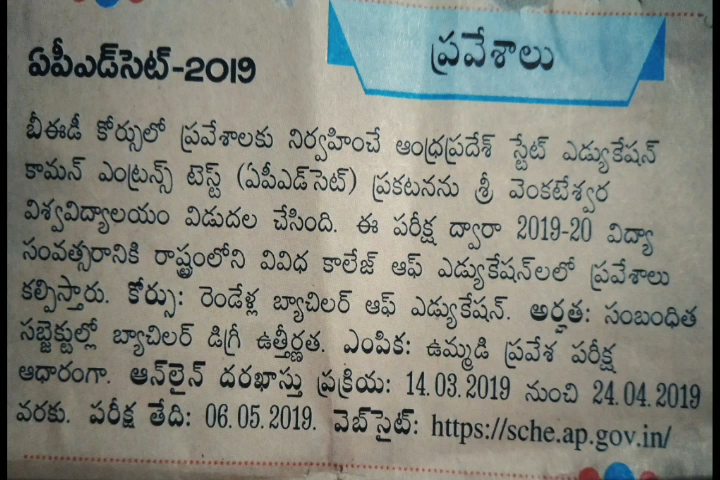 ప్రవేశాలు
ఏపీఎడ్‌సెట్-2019
బీఈడీ కోర్సులో ప్రవేశాలకు నిర్వహించే ఆంధ్రప్రదేశ్ స్టేట్ ఎడ్యుకేషన్
కామన్ ఎంట్రన్స్ టెస్ట్ (ఏపీఎడ్‌సెట్) ప్రకటనను శ్రీ వెంకటేశ్వర
విశ్వవిద్యాలయం విడుదల చేసింది. ఈ పరీక్ష ద్వారా 2019-20 విద్యా
సంవత్సరానికి రాష్ట్రంలోని వివిధ కాలేజ్ ఆఫ్ ఎడ్యుకేషన్‌లలో ప్రవేశాలు
కల్పిస్తారు. కోర్సు: రెండేళ్ల బ్యాచిలర్ ఆఫ్ ఎడ్యుకేషన్. అర్హత: సంబంధిత
సబ్జెక్టుల్లో బ్యాచిలర్ డిగ్రీ ఉత్తీర్ణత. ఎంపిక: ఉమ్మడి ప్రవేశ పరీక్ష
ఆధారంగా. ఆన్‌లైన్ దరఖాస్తు ప్రక్రియ: 14.03.2019 నుంచి 24.04.2019
వరకు. పరీక్ష తేది: 06.05.2019. వెబ్‌సైట్: https://sche.ap.gov.in/